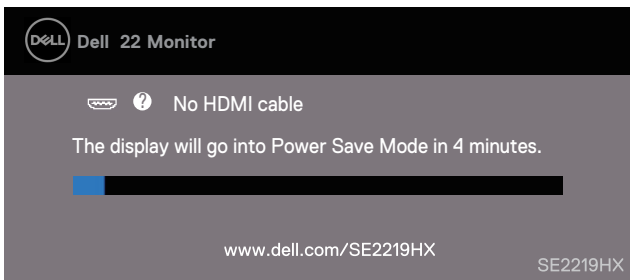 DELL Dell 22 Monitor
? No HDMI cable
The display will go into Power Save Mode in 4 minutes.
www.dell.com/SE2219HX
SE2219HX